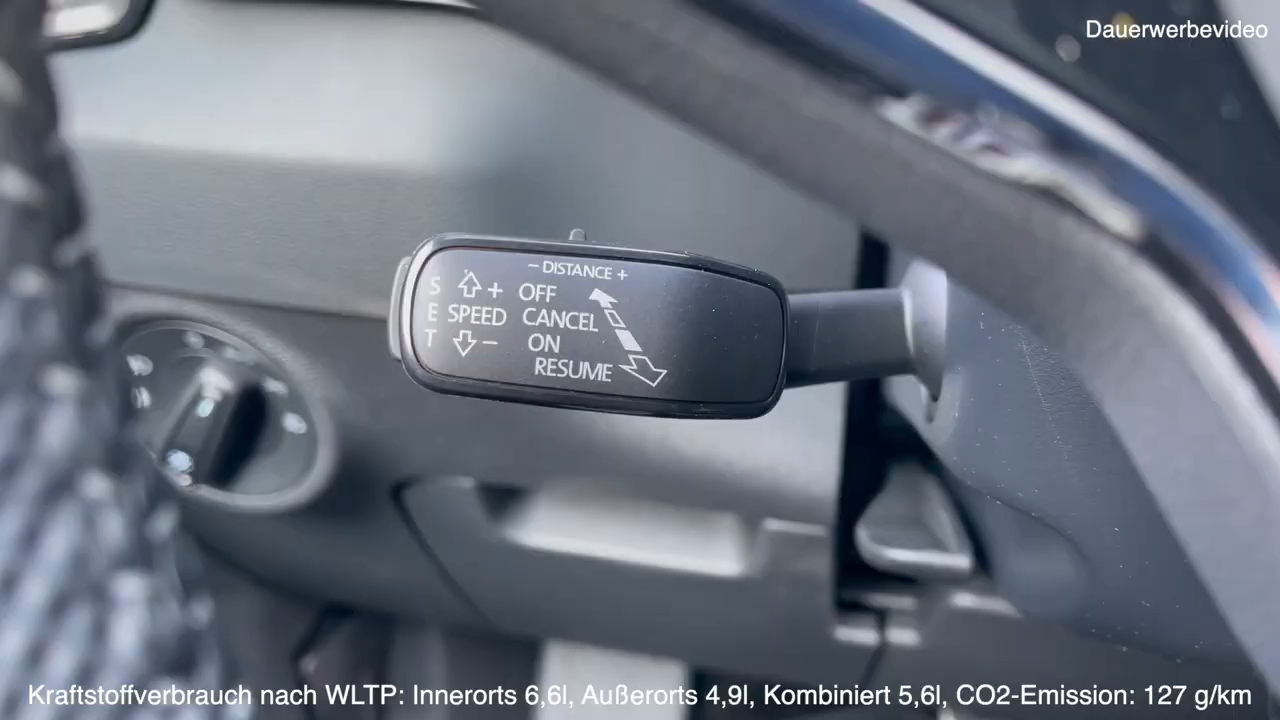 Dauerwerbevideo
− DISTANCE +
S + OFF
E SPEED CANCEL
T − ON
RESUME
Kraftstoffverbrauch nach WLTP: Innerorts 6,6l, Außerorts 4,9l, Kombiniert 5,6l, CO2-Emission: 127 g/km